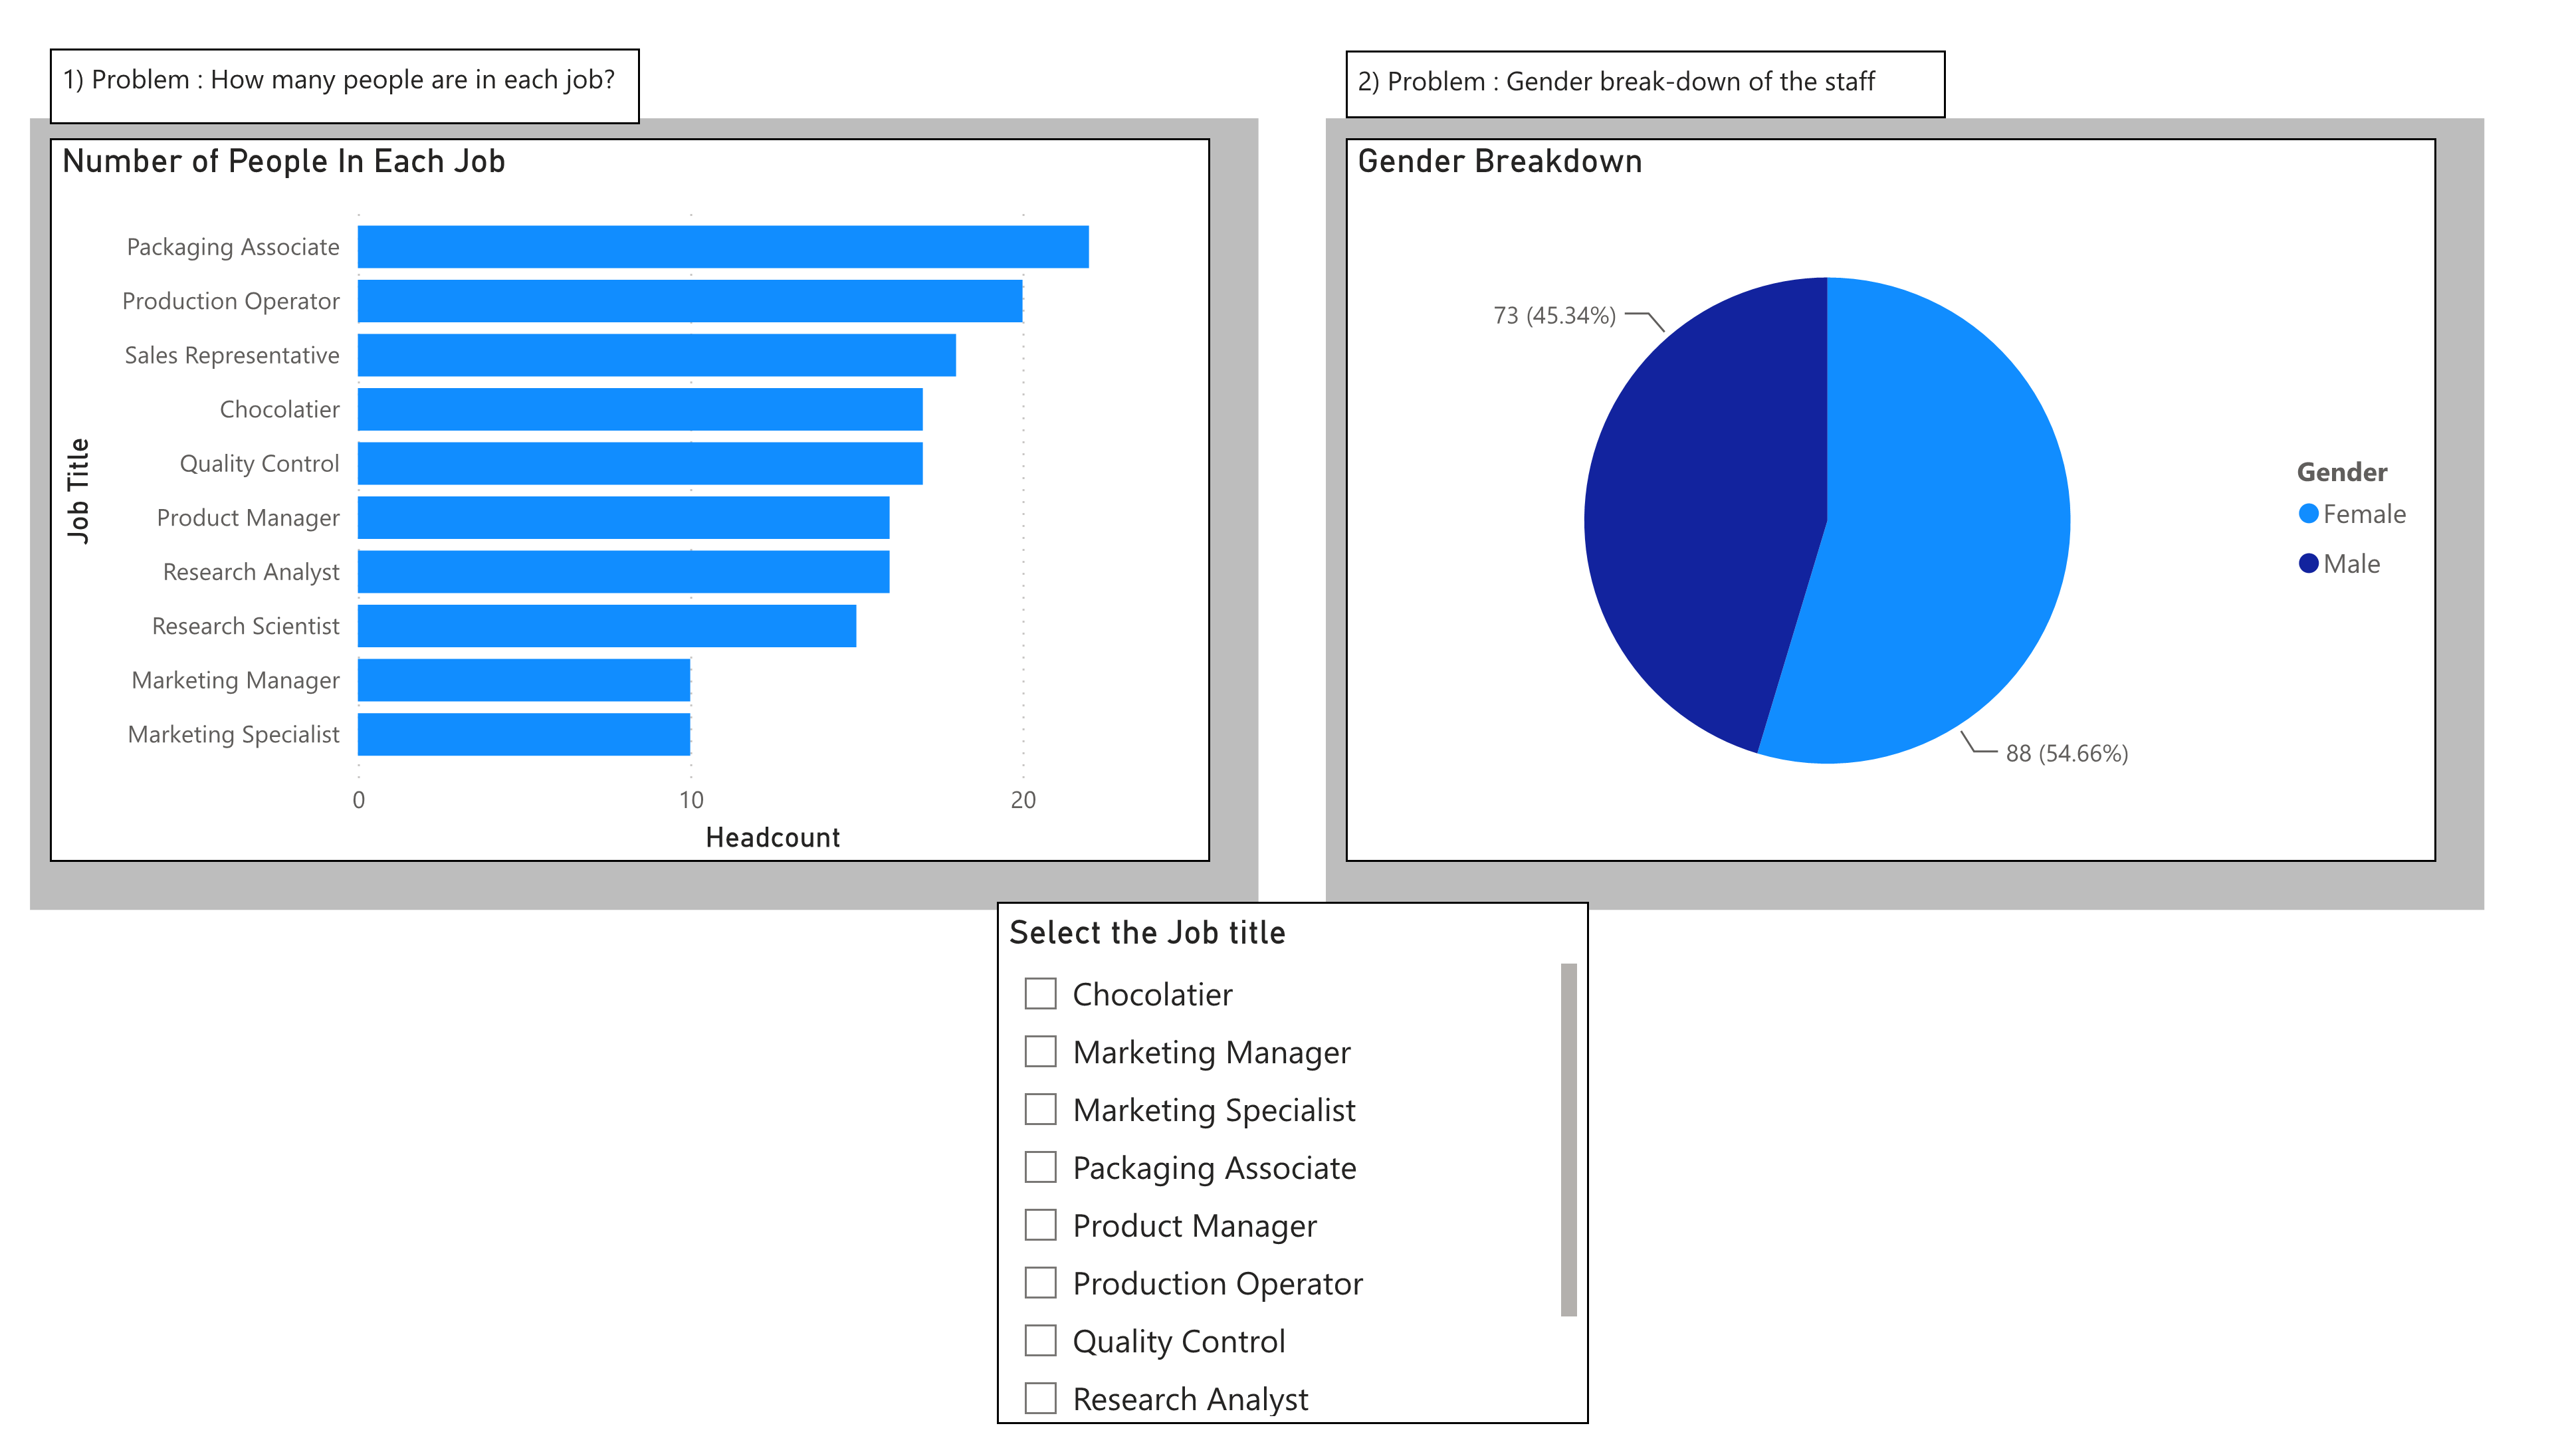 1) Problem : How many people are in each job?
Number of People In Each Job
Job Title
Packaging Associate
Production Operator
Sales Representative
Chocolatier
Quality Control
Product Manager
Research Analyst
Research Scientist
Marketing Manager
Marketing Specialist
0 10 20
Headcount
2) Problem : Gender break-down of the staff
Gender Breakdown
73 (45.34%)
88 (54.66%)
Gender
Female
Male
Select the Job title
Chocolatier
Marketing Manager
Marketing Specialist
Packaging Associate
Product Manager
Production Operator
Quality Control
Research Analyst